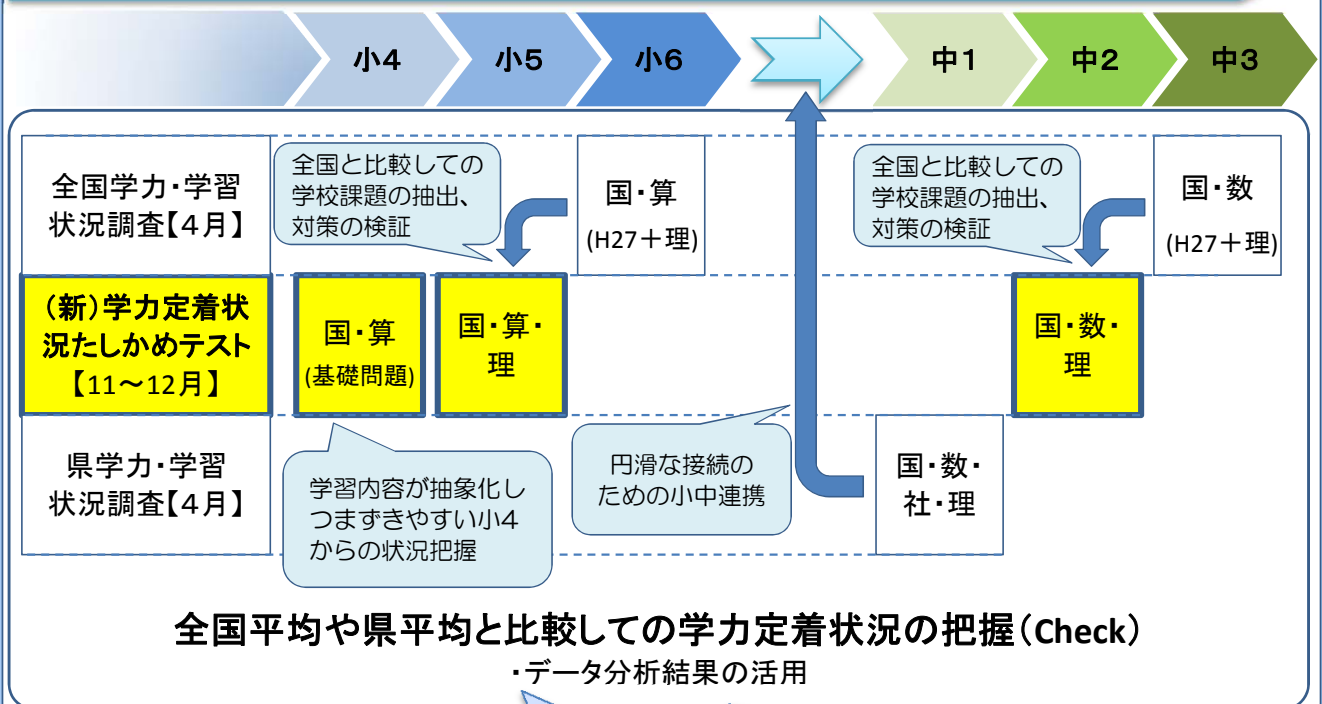 小4
小5
小6
中1
中2
中3
全国学力・学習
状況調査【4月】
全国と比較しての
学校課題の抽出、
対策の検証
国・算
(H27＋理)
全国と比較しての
学校課題の抽出、
対策の検証
国・数
(H27＋理)
（新）学力定着状
況たしかめテスト
【11～12月】
国・算
(基礎問題)
国・算・
理
国・数・
理
県学力・学習
状況調査【4月】
学習内容が抽象化し
つまずきやすい小4
からの状況把握
円滑な接続の
ための小中連携
国・数・
社・理
全国平均や県平均と比較しての学力定着状況の把握（Check）
・データ分析結果の活用